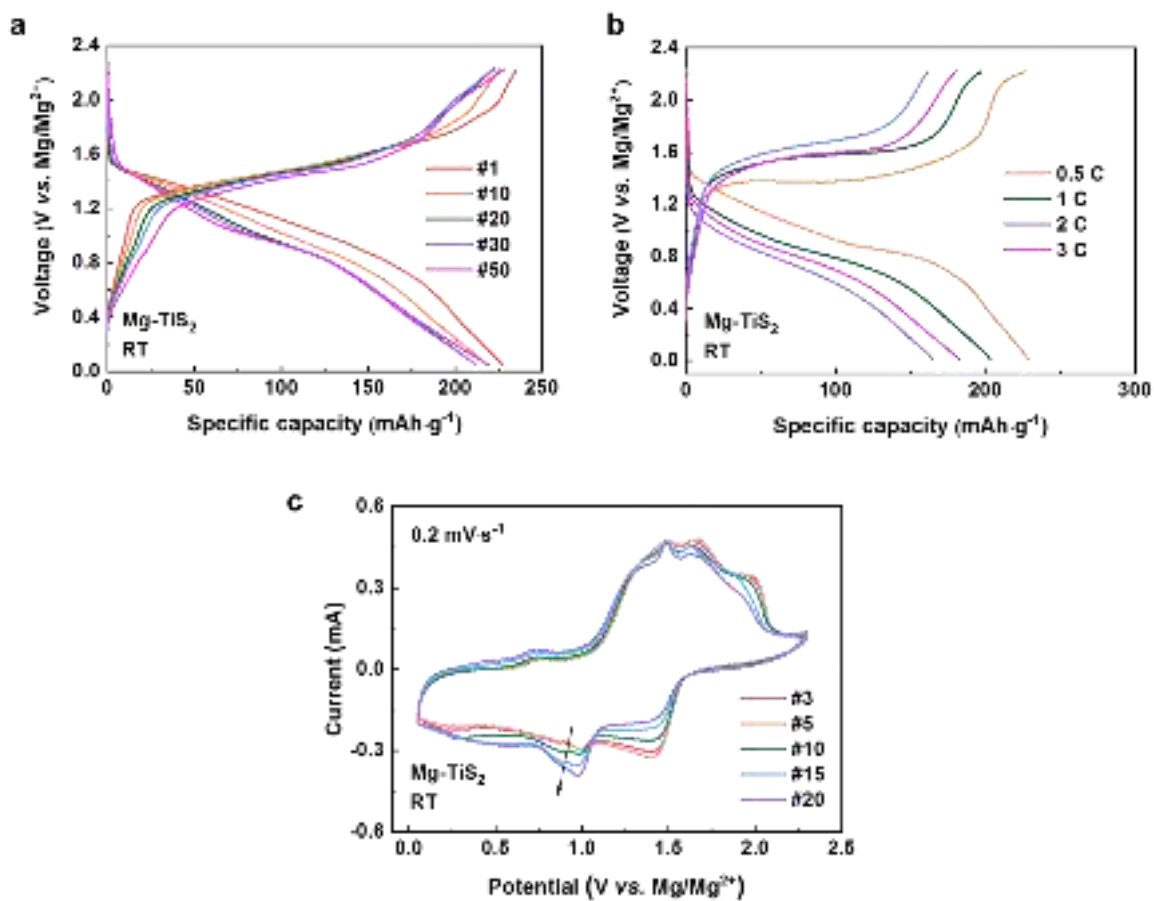 a
2.4
2.0
1.6
1.2
0.8
0.4
0.0
Voltage (V vs. Mg/Mg²⁺)
#1
#10
#20
#30
#50
Mg-TiS₂
RT
0 50 100 150 200 250
Specific capacity (mAh·g⁻¹)
b
2.4
2.0
1.6
1.2
0.8
0.4
0.0
Voltage (V vs. Mg/Mg²⁺)
0.5 C
1 C
2 C
3 C
Mg-TiS₂
RT
0 100 200 300
Specific capacity (mAh·g⁻¹)
c
0.6
0.3
0.0
-0.3
-0.6
Current (mA)
0.2 mV·s⁻¹
#3
#5
#10
#15
#20
Mg-TiS₂
RT
0.0 0.5 1.0 1.5 2.0 2.5
Potential (V vs. Mg/Mg²⁺)